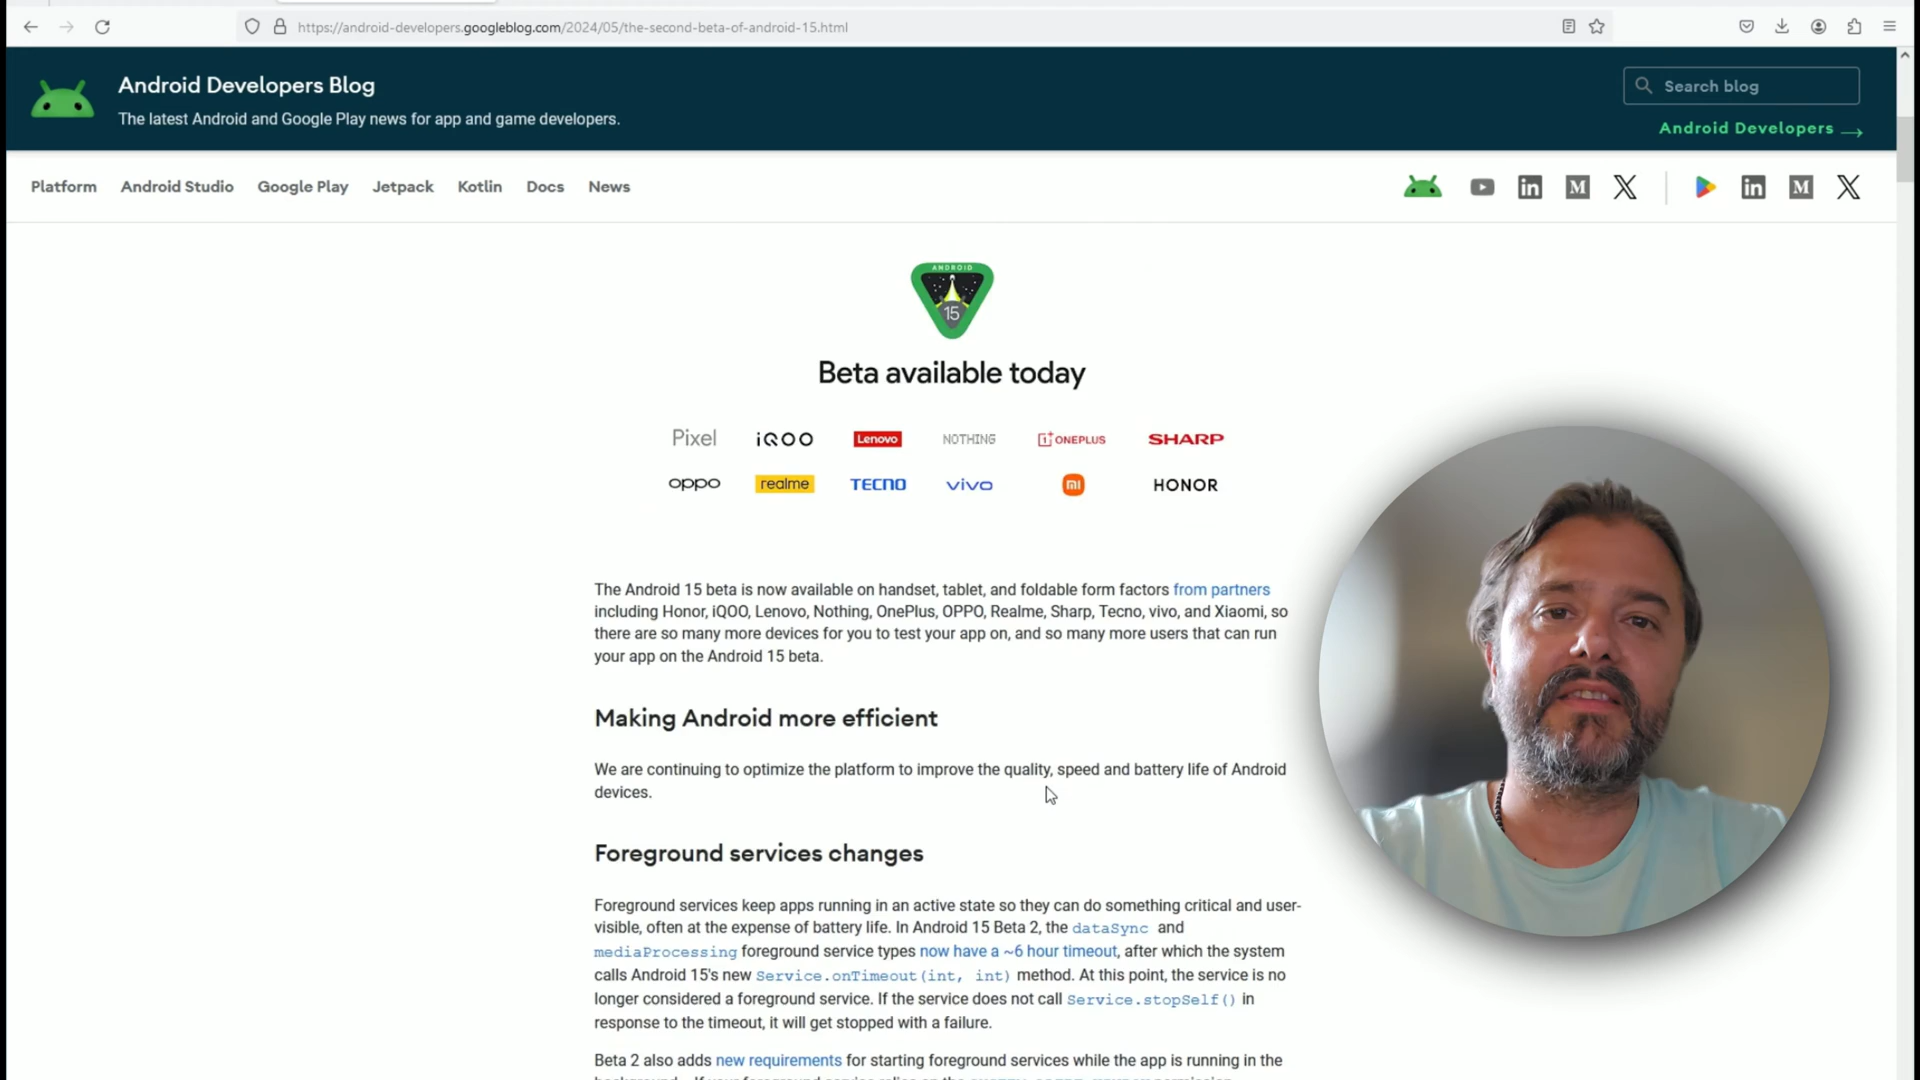 https://android-developers.googleblog.com/2024/05/the-second-beta-of-android-15.html
Android Developers Blog
The latest Android and Google Play news for app and game developers.
Search blog
Android Developers →
Platform Android Studio Google Play Jetpack Kotlin Docs News
ANDROID
15
Beta available today
Pixel iQOO Lenovo NOTHING ONEPLUS SHARP
oppo realme TECNO vivo mi HONOR
The Android 15 beta is now available on handset, tablet, and foldable form factors from partners
including Honor, iQOO, Lenovo, Nothing, OnePlus, OPPO, Realme, Sharp, Tecno, vivo, and Xiaomi, so
there are so many more devices for you to test your app on, and so many more users that can run
your app on the Android 15 beta.
Making Android more efficient
We are continuing to optimize the platform to improve the quality, speed and battery life of Android
devices.
Foreground services changes
Foreground services keep apps running in an active state so they can do something critical and user-
visible, often at the expense of battery life. In Android 15 Beta 2, the dataSync and
mediaProcessing foreground service types now have a ~6 hour timeout, after which the system
calls Android 15's new Service.onTimeout(int, int) method. At this point, the service is no
longer considered a foreground service. If the service does not call Service.stopSelf() in
response to the timeout, it will get stopped with a failure.
Beta 2 also adds new requirements for starting foreground services while the app is running in the